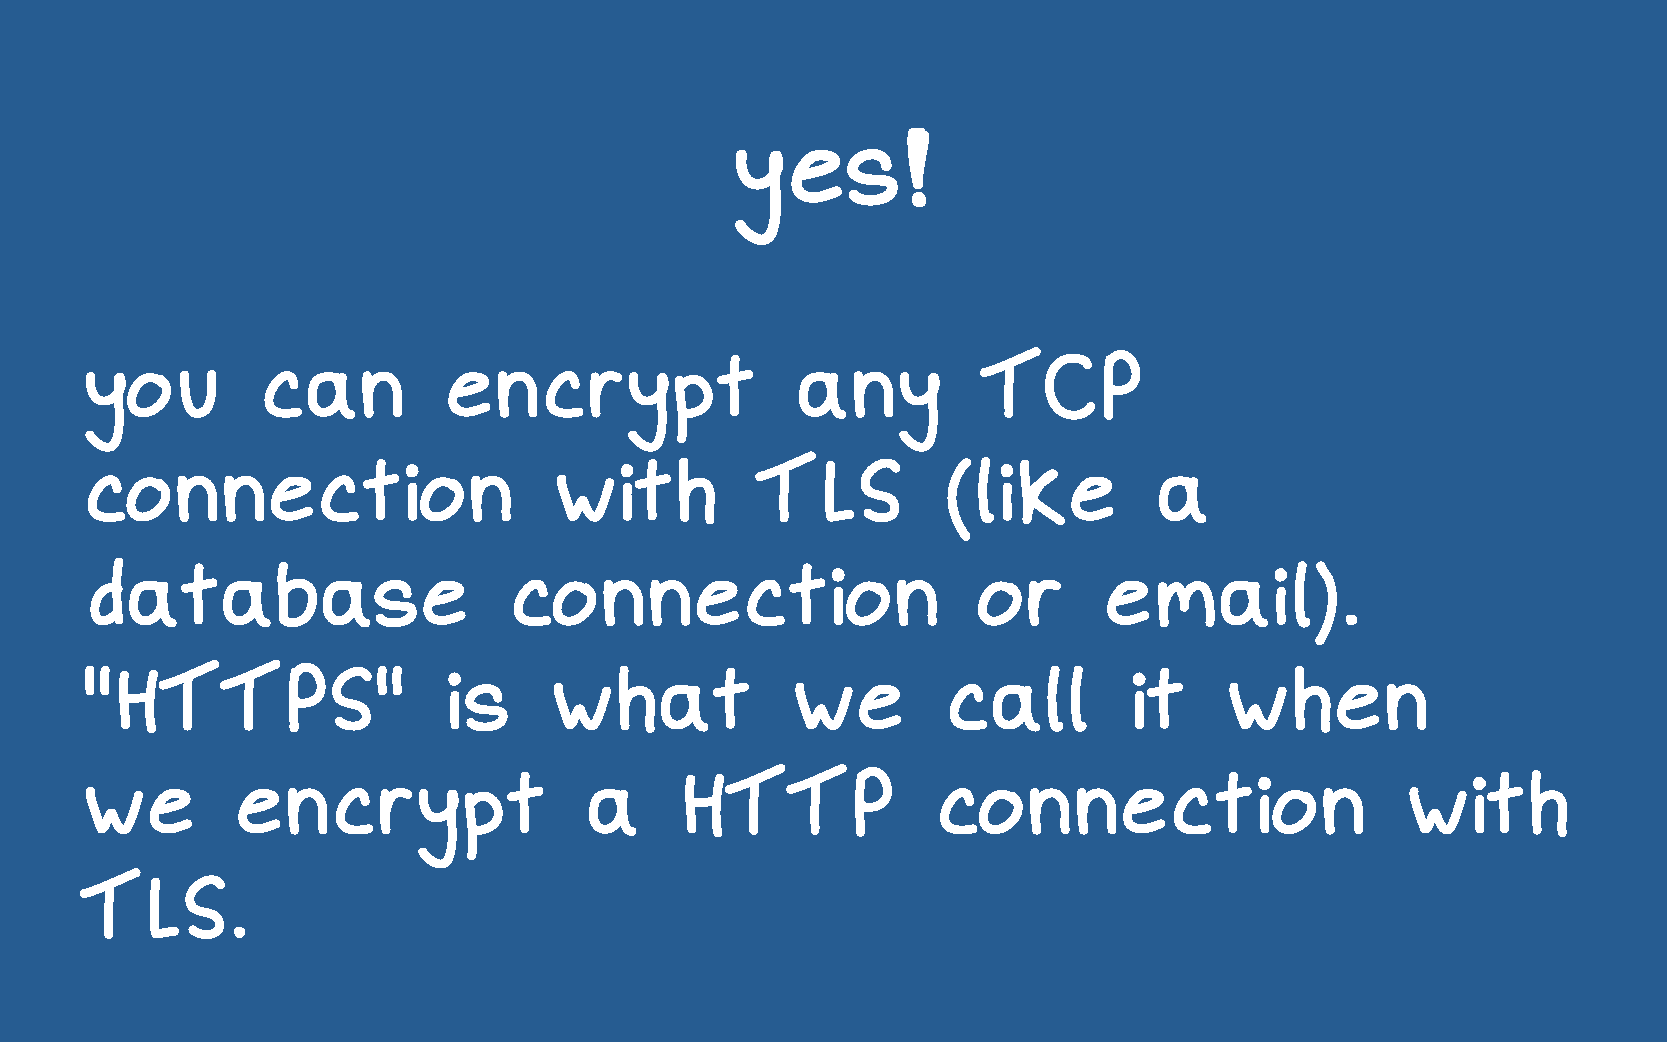 yes!
you can encrypt any TCP
connection with TLS (like a
database connection or email).
"HTTPS" is what we call it when
we encrypt a HTTP connection with
TLS.